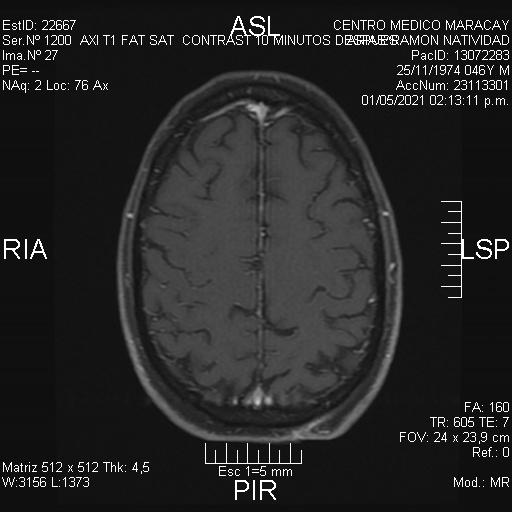 EstID: 22667
ASL
CENTRO MEDICO MARACAY
Ser.Nº 1200 AXI T1 FAT SAT CONTRAST 10 MINUTOS RAMON NATIVIDAD
Ima.Nº 27
PacID: 13072283
PE= --
25/11/1974 046Y M
NAq: 2 Loc: 76 Ax
AccNum: 23113301
01/05/2021 02:13:11 p.m.
RIA
LSP
FA: 160
TR: 605 TE: 7
FOV: 24 x 23,9 cm
Ref.: 0
Matriz 512 x 512 Thk: 4,5
Esc 1=5 mm
W:3156 L:1373
PIR
Mod.: MR